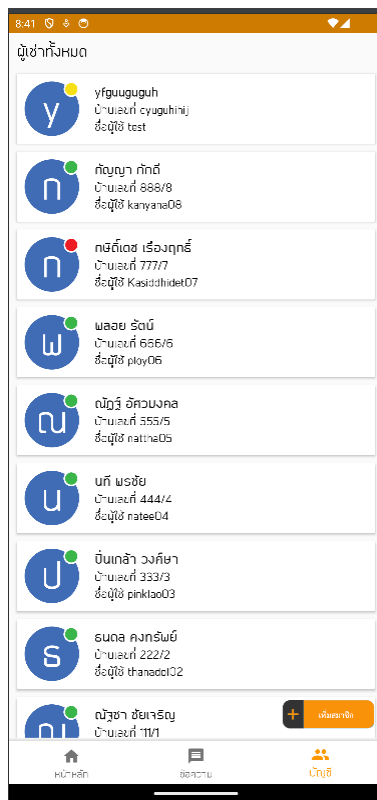 8:41
ผู้เช่าทั้งหมด
y
yfguuguguh
บ้านเลขที่ cyuguhihij
ชื่อผู้ใช้ test
ก
กัญญา ภักดี
บ้านเลขที่ 888/8
ชื่อผู้ใช้ kanyana08
ก
กษิดิ์เดช เรืองฤทธิ์
บ้านเลขที่ 777/7
ชื่อผู้ใช้ Kasiddhidet07
พ
พลอย รัตน์
บ้านเลขที่ 666/6
ชื่อผู้ใช้ ploy06
ณ
ณัฏฐ์ อัศวมงคล
บ้านเลขที่ 555/5
ชื่อผู้ใช้ nattha05
น
นที พรชัย
บ้านเลขที่ 444/4
ชื่อผู้ใช้ natee04
ป
ปิ่นเกล้า วงศ์ษา
บ้านเลขที่ 333/3
ชื่อผู้ใช้ pinklao03
ธ
ธนดล คงทรัพย์
บ้านเลขที่ 222/2
ชื่อผู้ใช้ thanadol02
ณ
ณัฐชา ชัยเจริญ
บ้านเลขที่ 111/1
+ เพิ่มสมาชิก
หน้าหลัก
ข้อความ
บัญชี